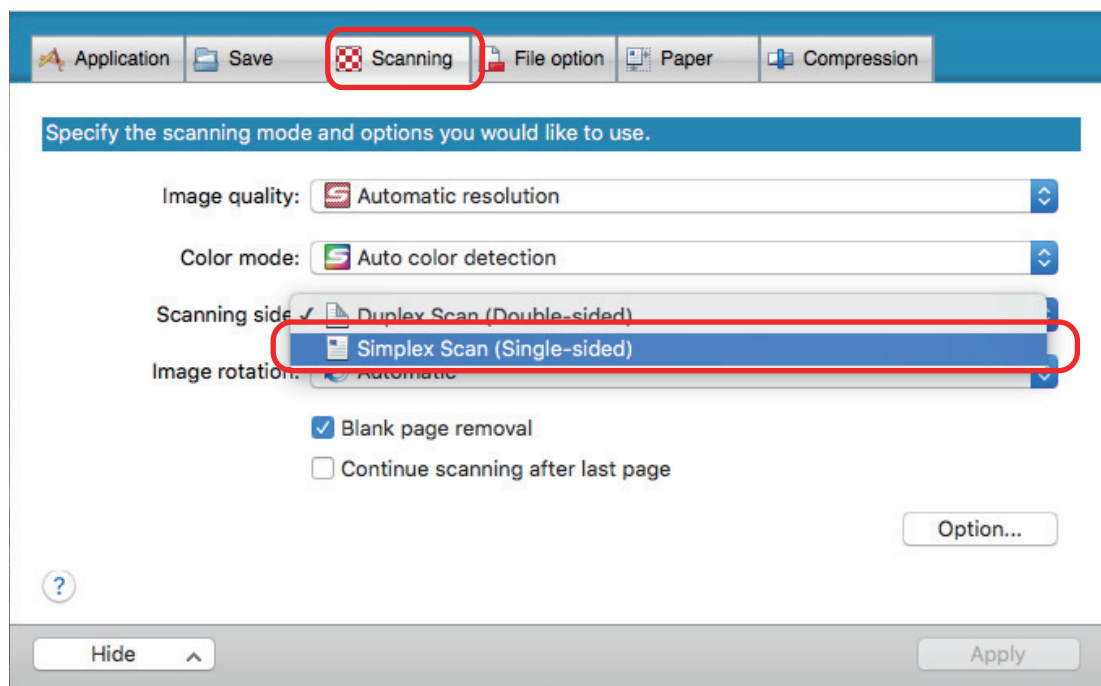 Application Save Scanning File option Paper Compression
Specify the scanning mode and options you would like to use.
Image quality: Automatic resolution
Color mode: Auto color detection
Scanning side ✓ Duplex Scan (Double-sided)
Simplex Scan (Single-sided)
Image rotation: Automatic
Blank page removal
Continue scanning after last page
Option...
?
Hide Apply